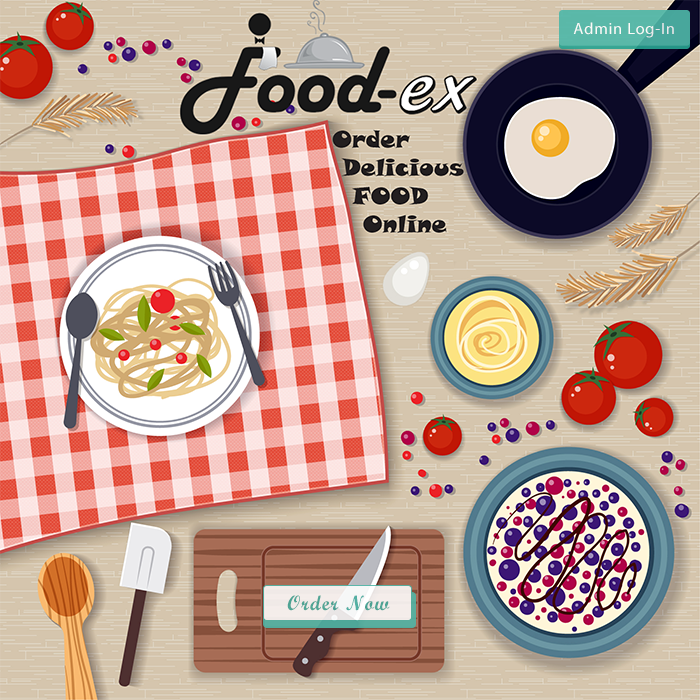 Admin Log-In
Food-ex
Order
Delicious
FOOD
Online
Order Now